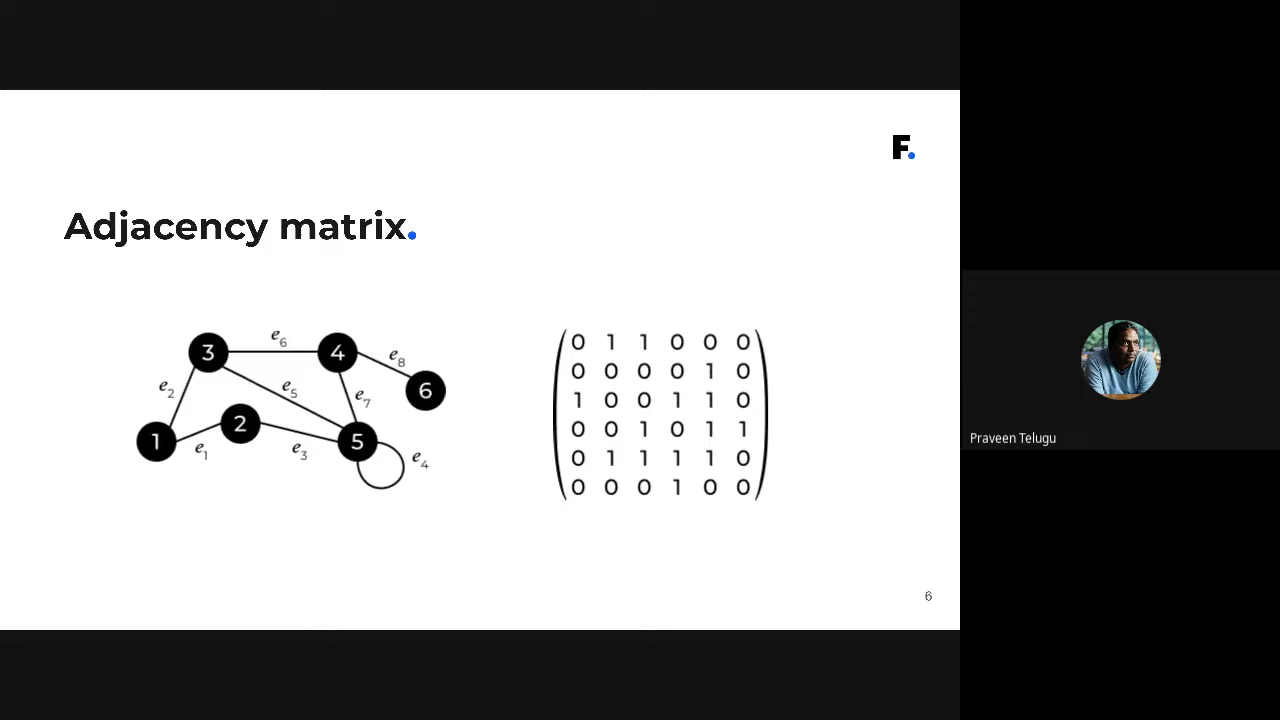 F.
Adjacency matrix.
e6
3
4
e8
e2
e5
e7
6
2
1
5
e1
e3
e4
0 1 1 0 0 0
0 0 0 0 1 0
1 0 0 1 1 0
0 0 1 0 1 1
0 1 1 1 1 0
0 0 0 1 0 0
6
Praveen Telugu